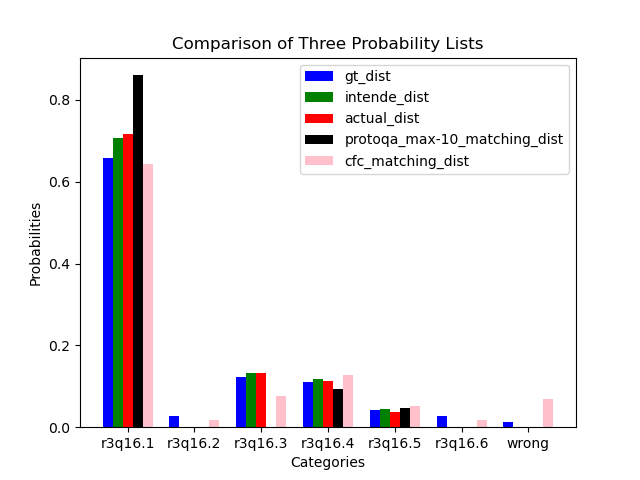 Comparison of Three Probability Lists
gt_dist
intende_dist
actual_dist
protoqa_max-10_matching_dist
cfc_matching_dist
Probabilities
0.8
0.6
0.4
0.2
0.0
r3q16.1 r3q16.2 r3q16.3 r3q16.4 r3q16.5 r3q16.6 wrong
Categories